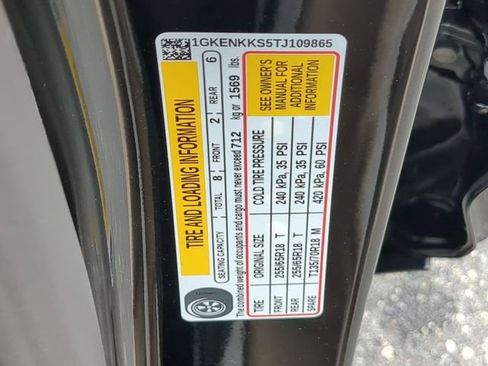 1GKENKKS5TJ109865
TIRE AND LOADING INFORMATION
SEATING CAPACITY TOTAL 8 FRONT 2 REAR 6
The combined weight of occupants and cargo must never exceed 712 kg or 1569 lbs.
TIRE ORIGINAL SIZE COLD TIRE PRESSURE
FRONT 255/65R18 T 240 kPa, 35 PSI
REAR 255/65R18 T 240 kPa, 35 PSI
SPARE T135/70R18 M 420 kPa, 60 PSI
SEE OWNER'S
MANUAL FOR
ADDITIONAL
INFORMATION